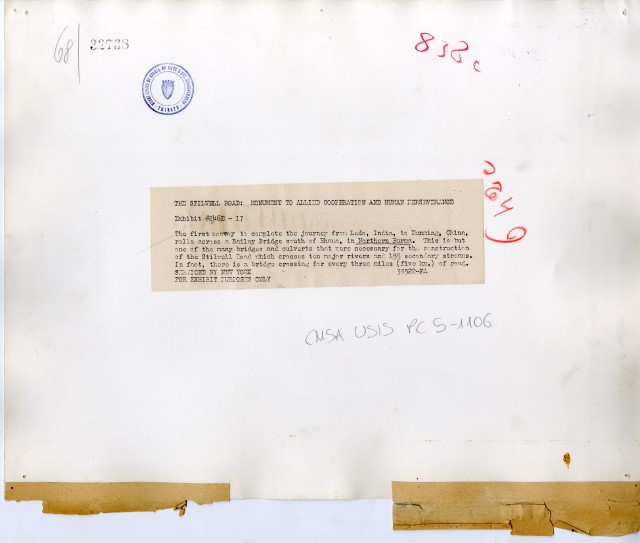 68 22738
838c
THE STILWELL ROAD: MONUMENT TO ALLIED COOPERATION AND HUMAN PERSEVERANCE
Exhibit - 17
The first convoy to complete the journey from Ledo, India, to Kunming, China,
rolls across a Bailey Bridge south of in Northern Burma. This is but
one of the many bridges and culverts that were necessary for the construction
of the Stilwell Road which crosses ten major rivers and 155 secondary streams.
In fact, there is a bridge crossing for every three miles (five km.) of road.
SERVICED BY NEW YORK
FOR EXHIBIT PURPOSES ONLY
CMSA USIS PC 5-1106